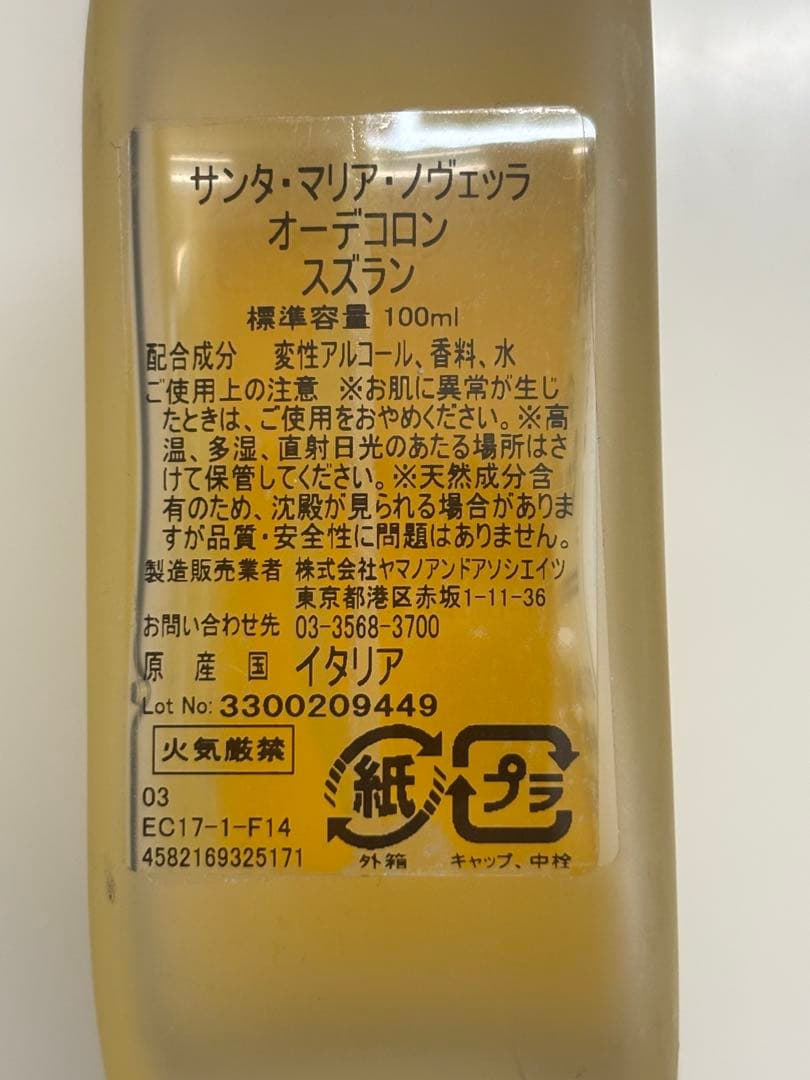 サンタ・マリア・ノヴェッラ
オーデコロン
スズラン
標準容量 100ml
配合成分 変性アルコール、香料、水
ご使用上の注意 ※お肌に異常が生じ
たときは、ご使用をおやめください。※高
温、多湿、直射日光のあたる場所はさ
けて保管してください。※天然成分含
有のため、沈殿が見られる場合がありま
すが品質・安全性に問題はありません。
製造販売業者 株式会社ヤマノアンドアソシエイツ
東京都港区赤坂1-11-36
お問い合わせ先 03-3568-3700
原産国 イタリア
Lot No: 3300209449
火気厳禁
紙
プラ
03
EC17-1-F14
4582169325171
外箱
キャップ、中栓